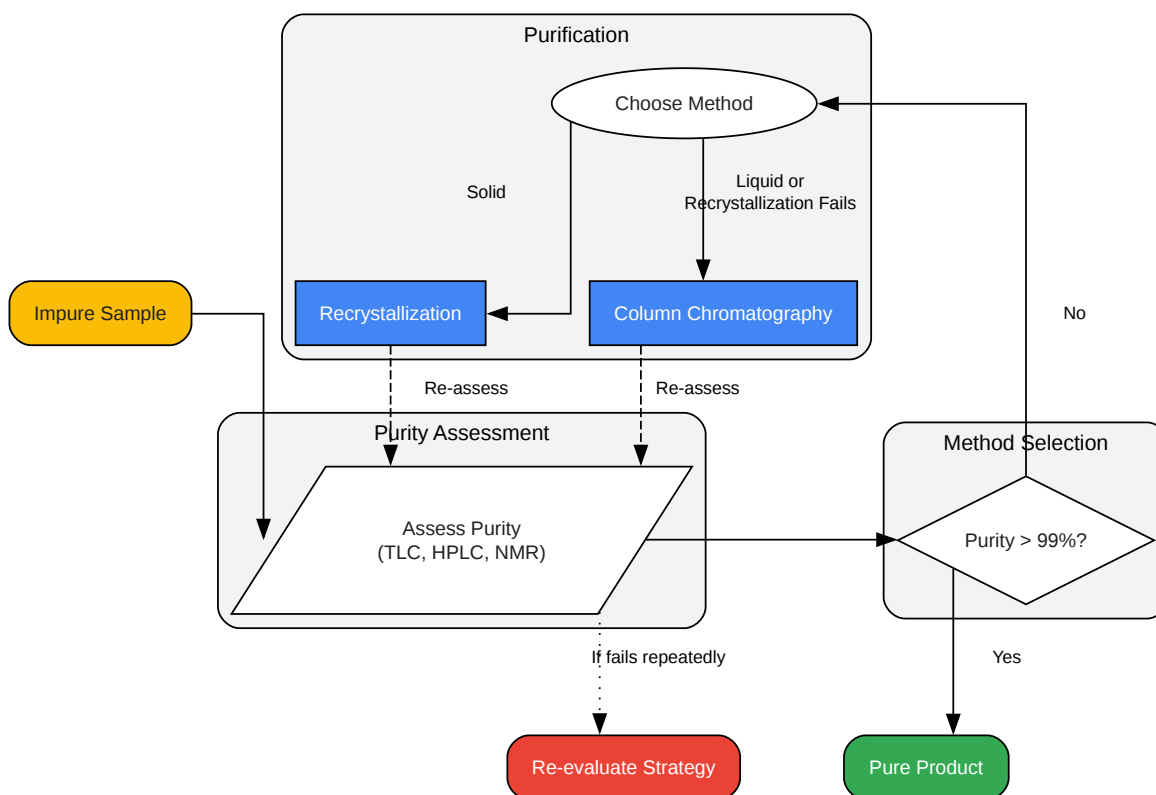 Purification
Choose Method
Solid
Liquid or
Recrystallization Fails
Impure Sample
Recrystallization
Column Chromatography
No
Re-assess
Re-assess
Purity Assessment
Method Selection
Assess Purity
(TLC, HPLC, NMR)
Purity > 99%?
If fails repeatedly
Yes
Re-evaluate Strategy
Pure Product